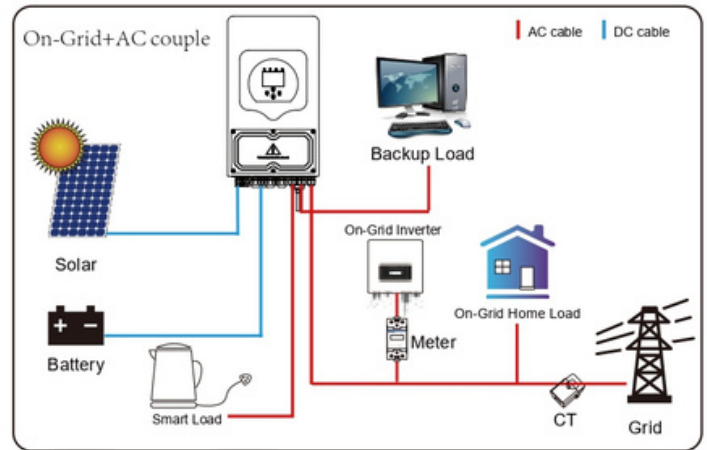 On-Grid+AC couple
AC cable
DC cable
Backup Load
Solar
On-Grid Inverter
On-Grid Home Load
Battery
Meter
Smart Load
CT
Grid